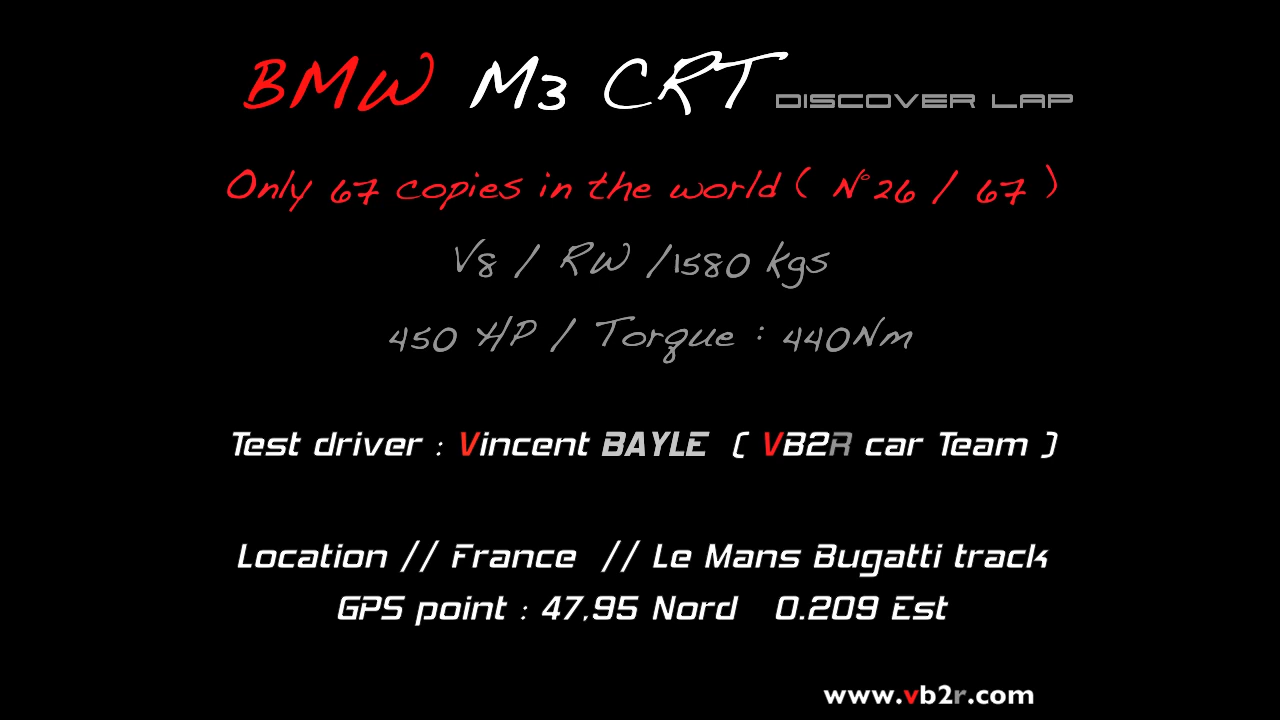 BMW M3 CRT DISCOVER LAP
Only 67 copies in the world ( N°26 / 67 )
V8 / RW /1580 kgs
450 HP / Torque : 440Nm
Test driver : Vincent BAYLE ( VB2R car Team )
Location // France // Le Mans Bugatti track
GPS point : 47,95 Nord 0.209 Est
www.vb2r.com